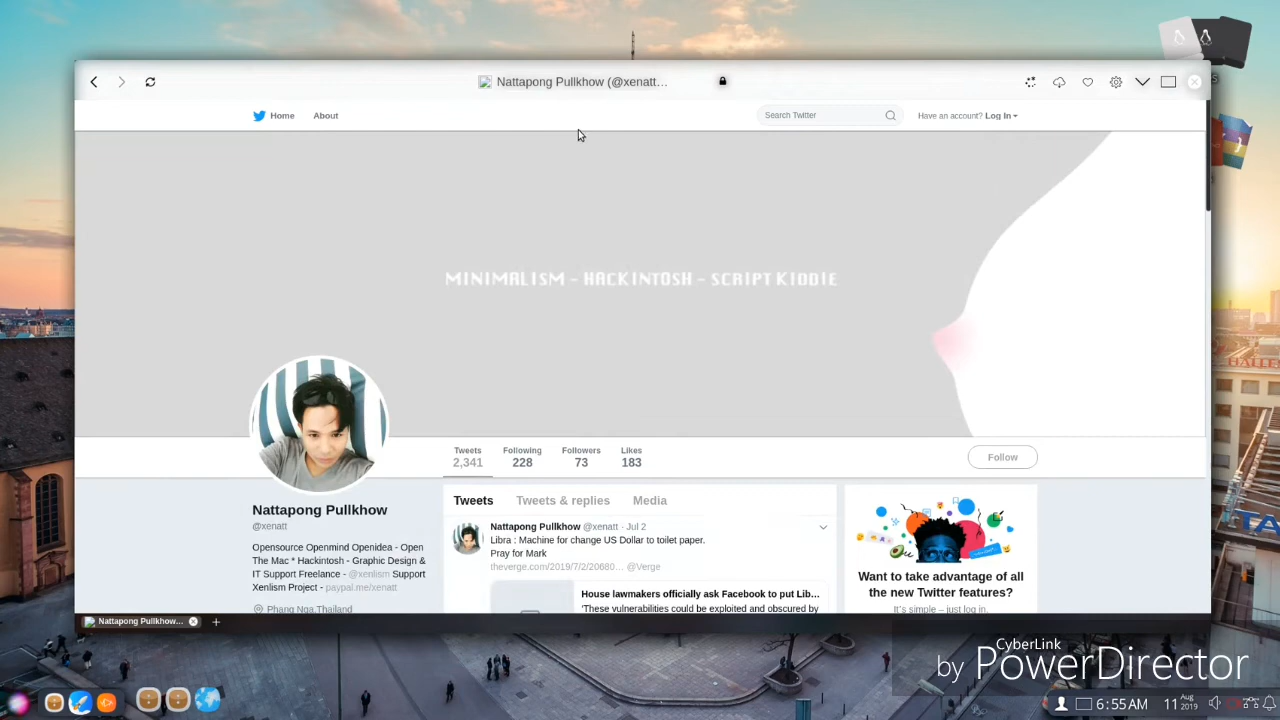 Nattapong Pullkhow (@xenatt…
Home
About
Search Twitter
Have an account? Log In
MINIMALISM - HACKINTOSH - SCRIPT KIDDIE
Tweets
2,341
Following
228
Followers
73
Likes
183
Follow
Nattapong Pullkhow
@xenatt
Opensource Openmind Openidea - Open
The Mac * Hackintosh - Graphic Design &
IT Support Freelance - @xenlism Support
Xenlism Project - paypal.me/xenatt
Phang Nga,Thailand
Tweets
Tweets & replies
Media
Nattapong Pullkhow @xenatt · Jul 2
Libra : Machine for change US Dollar to toilet paper.
Pray for Mark
theverge.com/2019/7/2/20680… @Verge
House lawmakers officially ask Facebook to put Lib…
'These vulnerabilities could be exploited and obscured by
Want to take advantage of all
the new Twitter features?
It's simple – just log in.
Nattapong Pullkhow…
CyberLink
by PowerDirector
6:55AM
11 Aug
2019